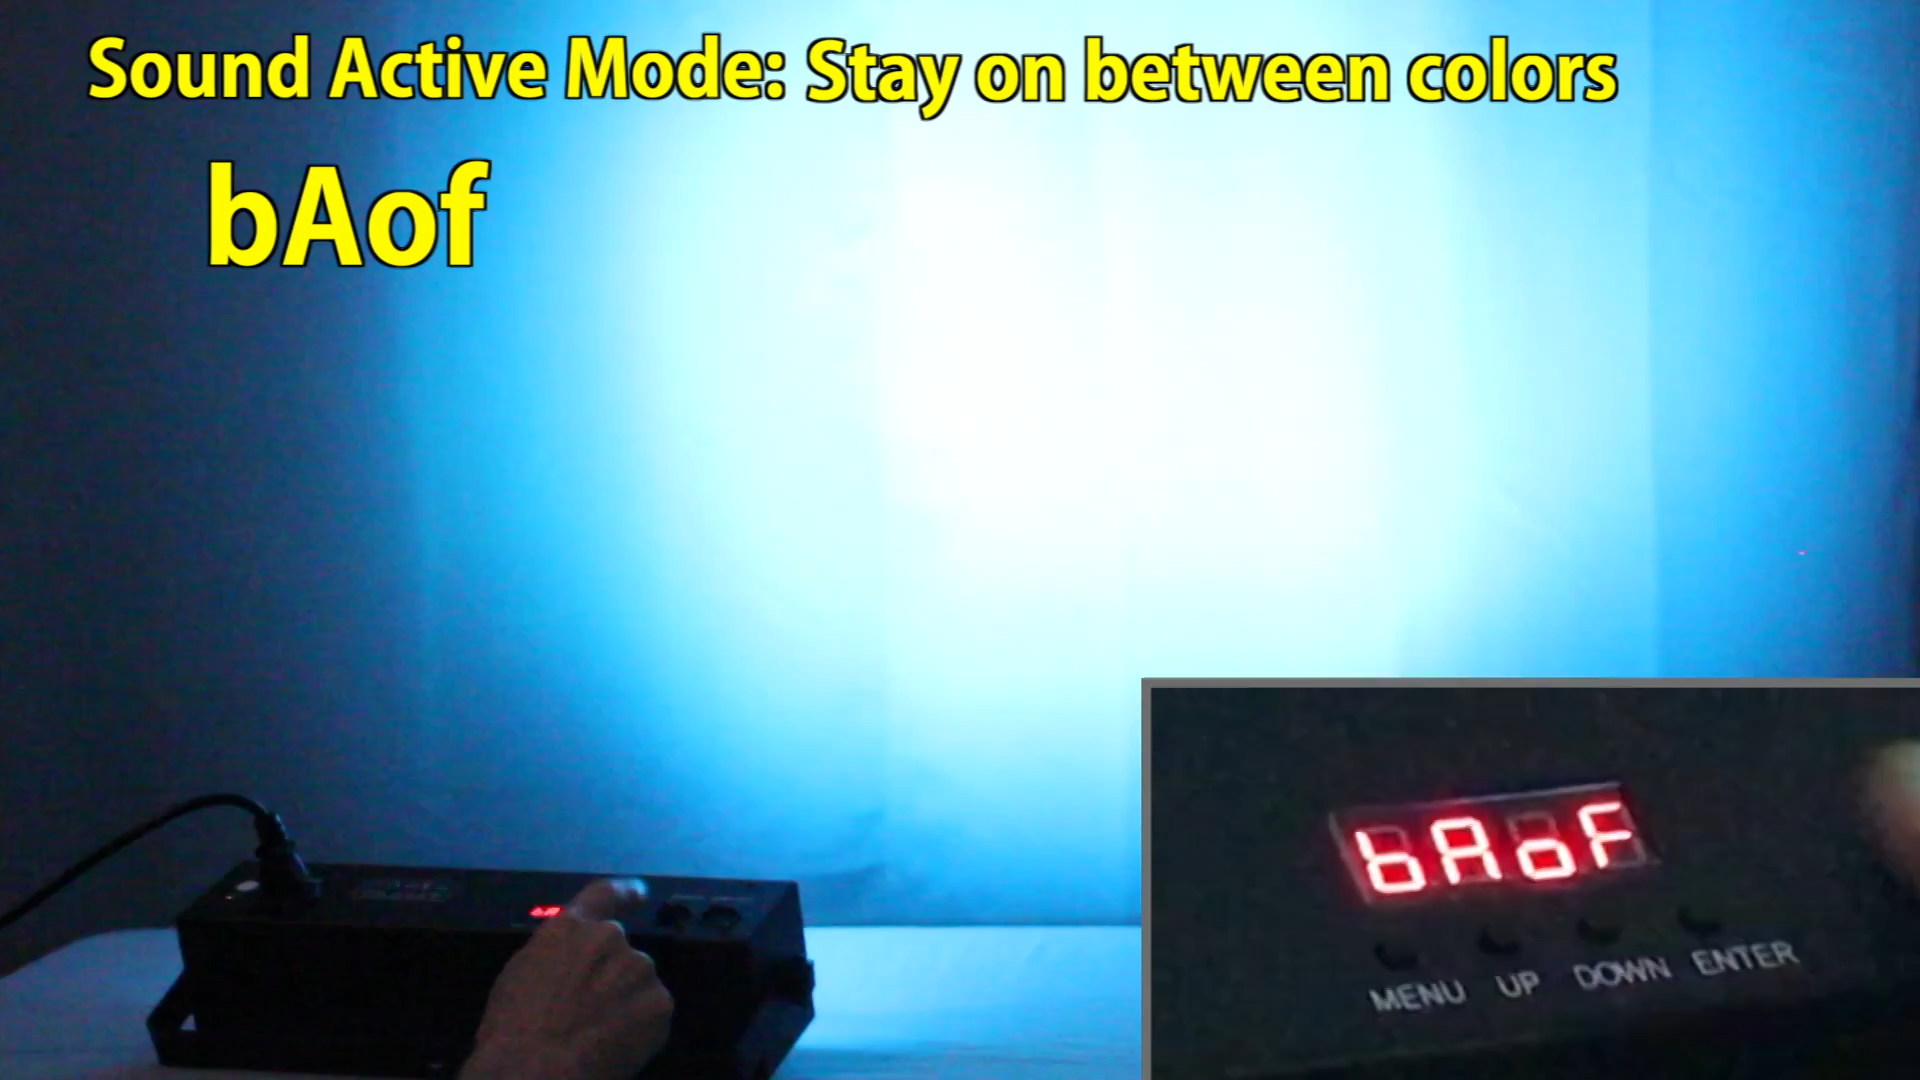 Sound Active Mode: Stay on between colors
bAof
bAoF
MENU UP DOWN ENTER